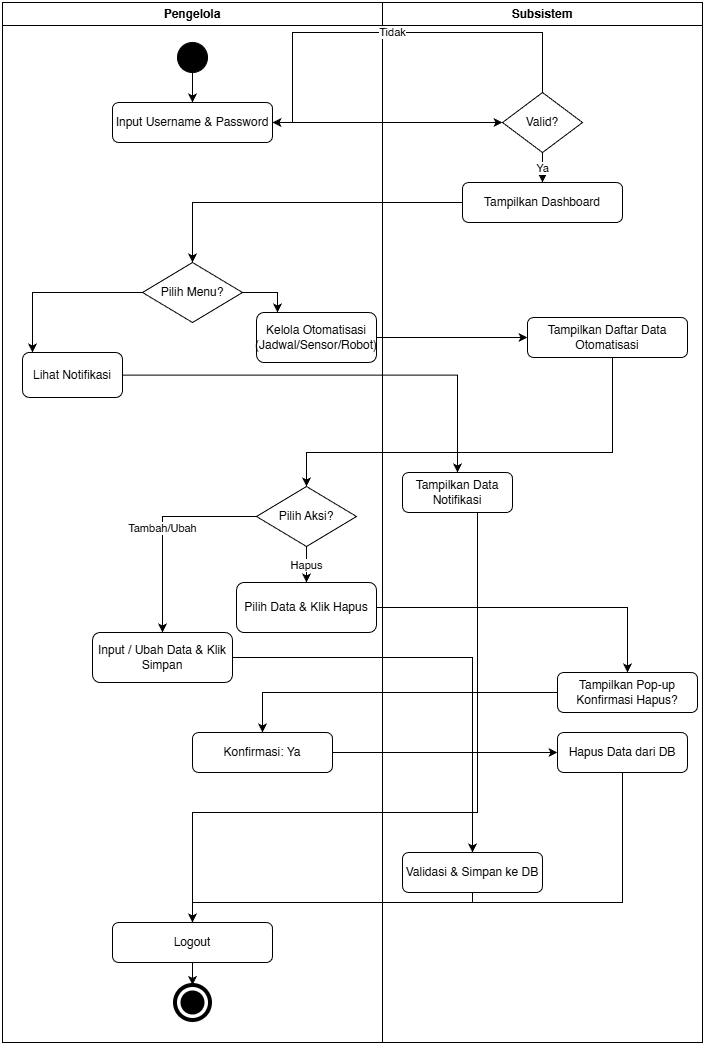 Pengelola
Subsistem
Tidak
Input Username & Password
Valid?
Ya
Tampilkan Dashboard
Pilih Menu?
Kelola Otomatisasi
(Jadwal/Sensor/Robot)
Tampilkan Daftar Data
Otomatisasi
Lihat Notifikasi
Tampilkan Data
Notifikasi
Pilih Aksi?
Tambah/Ubah
Hapus
Pilih Data & Klik Hapus
Input / Ubah Data & Klik
Simpan
Tampilkan Pop-up
Konfirmasi Hapus?
Konfirmasi: Ya
Hapus Data dari DB
Validasi & Simpan ke DB
Logout